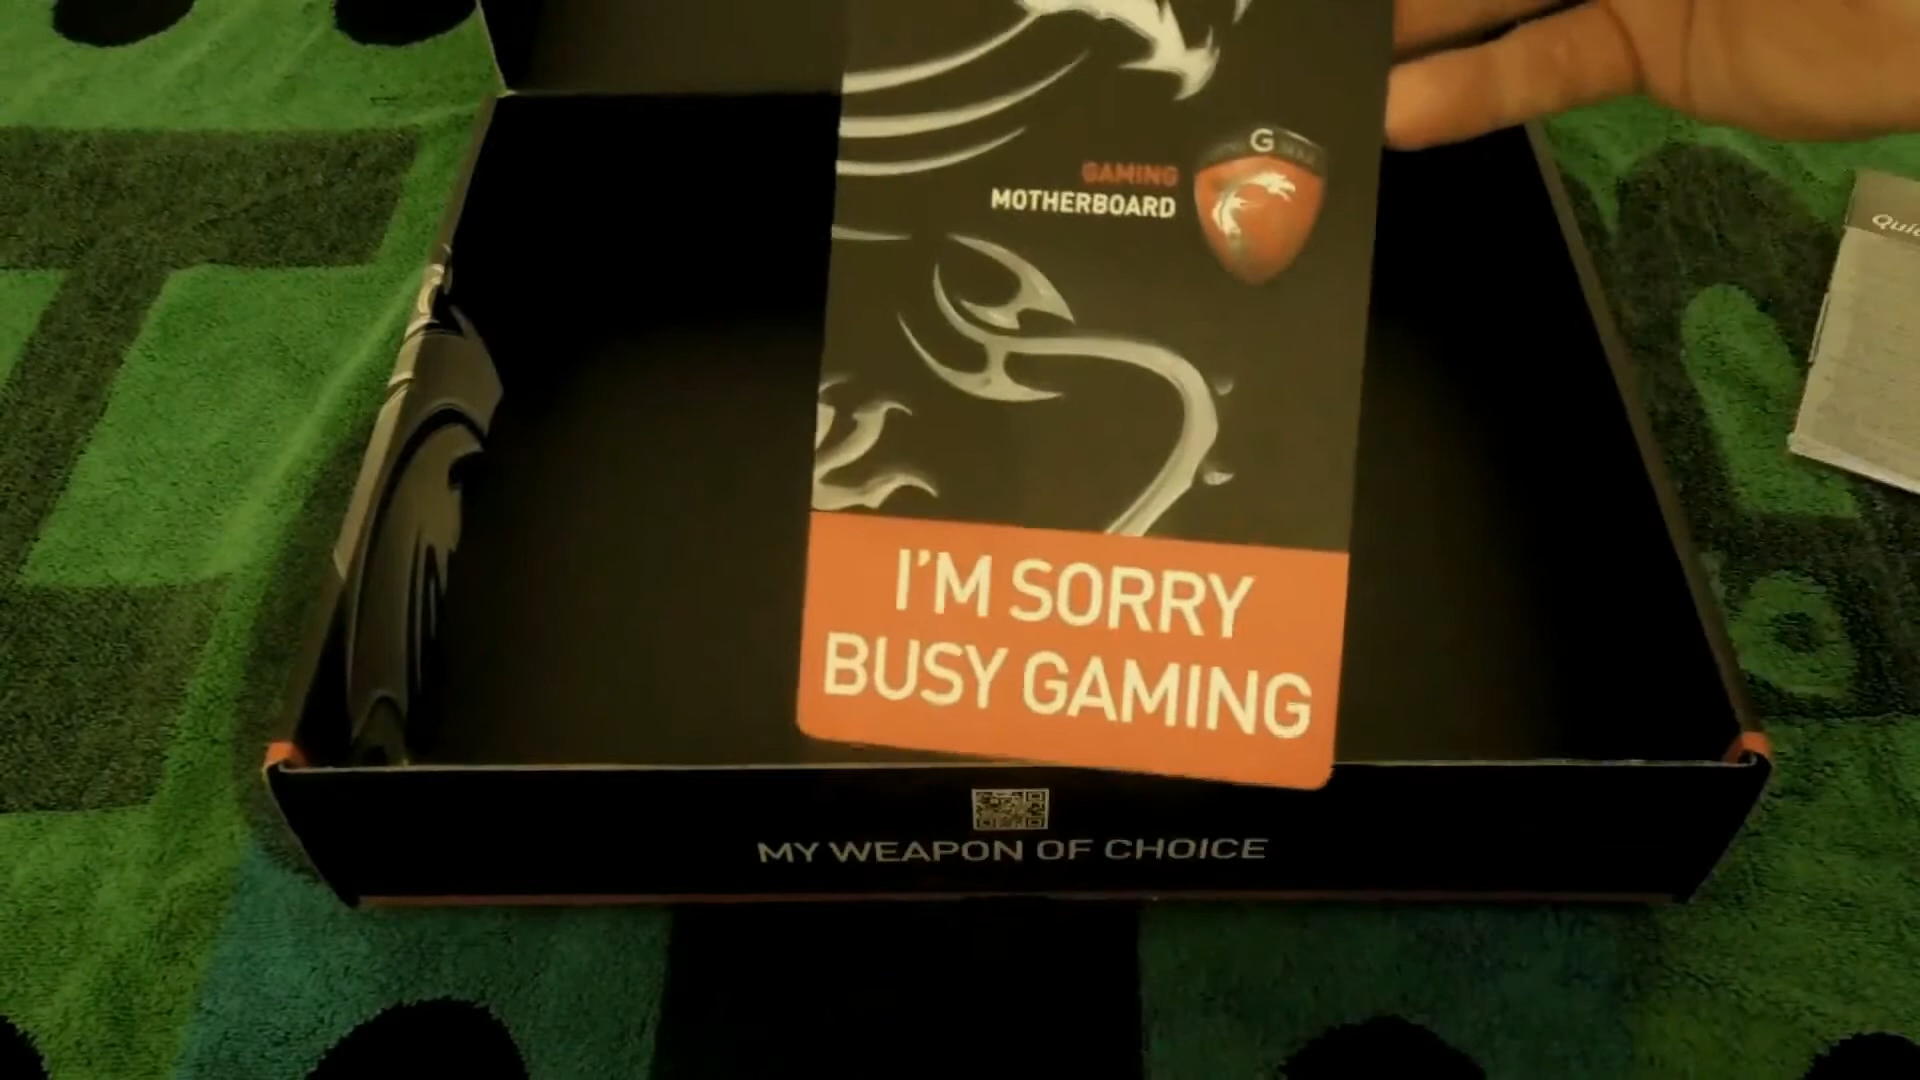 G
GAMING
MOTHERBOARD
I'M SORRY
BUSY GAMING
MY WEAPON OF CHOICE